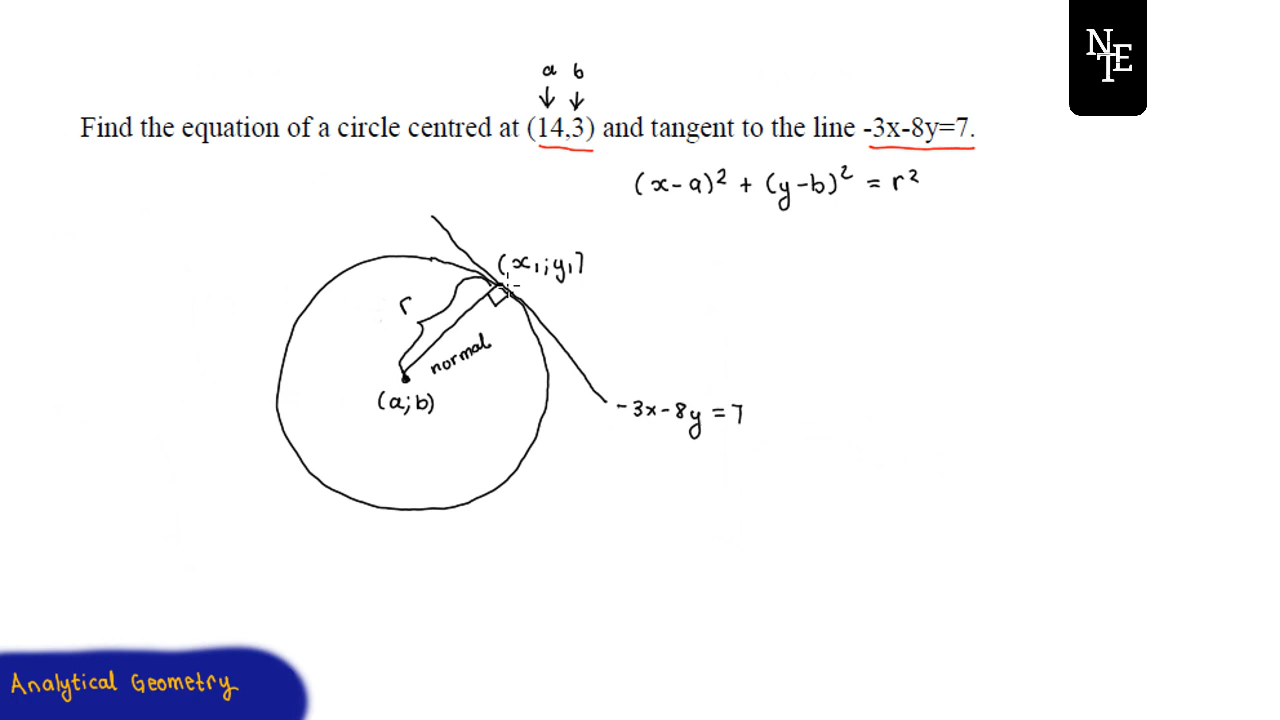 NTE
a b
Find the equation of a circle centred at (14,3) and tangent to the line -3x-8y=7.
(x-a)² + (y-b)² = r²
(x₁;y₁)
r
normal
(a;b)
-3x-8y=7
Analytical Geometry